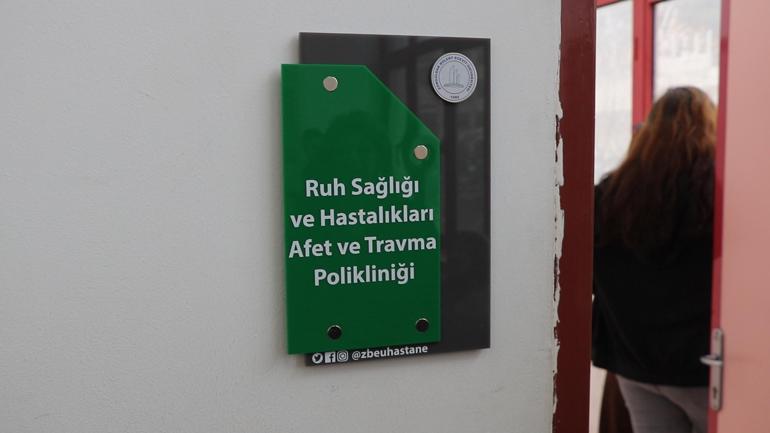 Ruh Sağlığı
ve Hastalıkları
Afet ve Travma
Polikliniği
@zbeuhastane